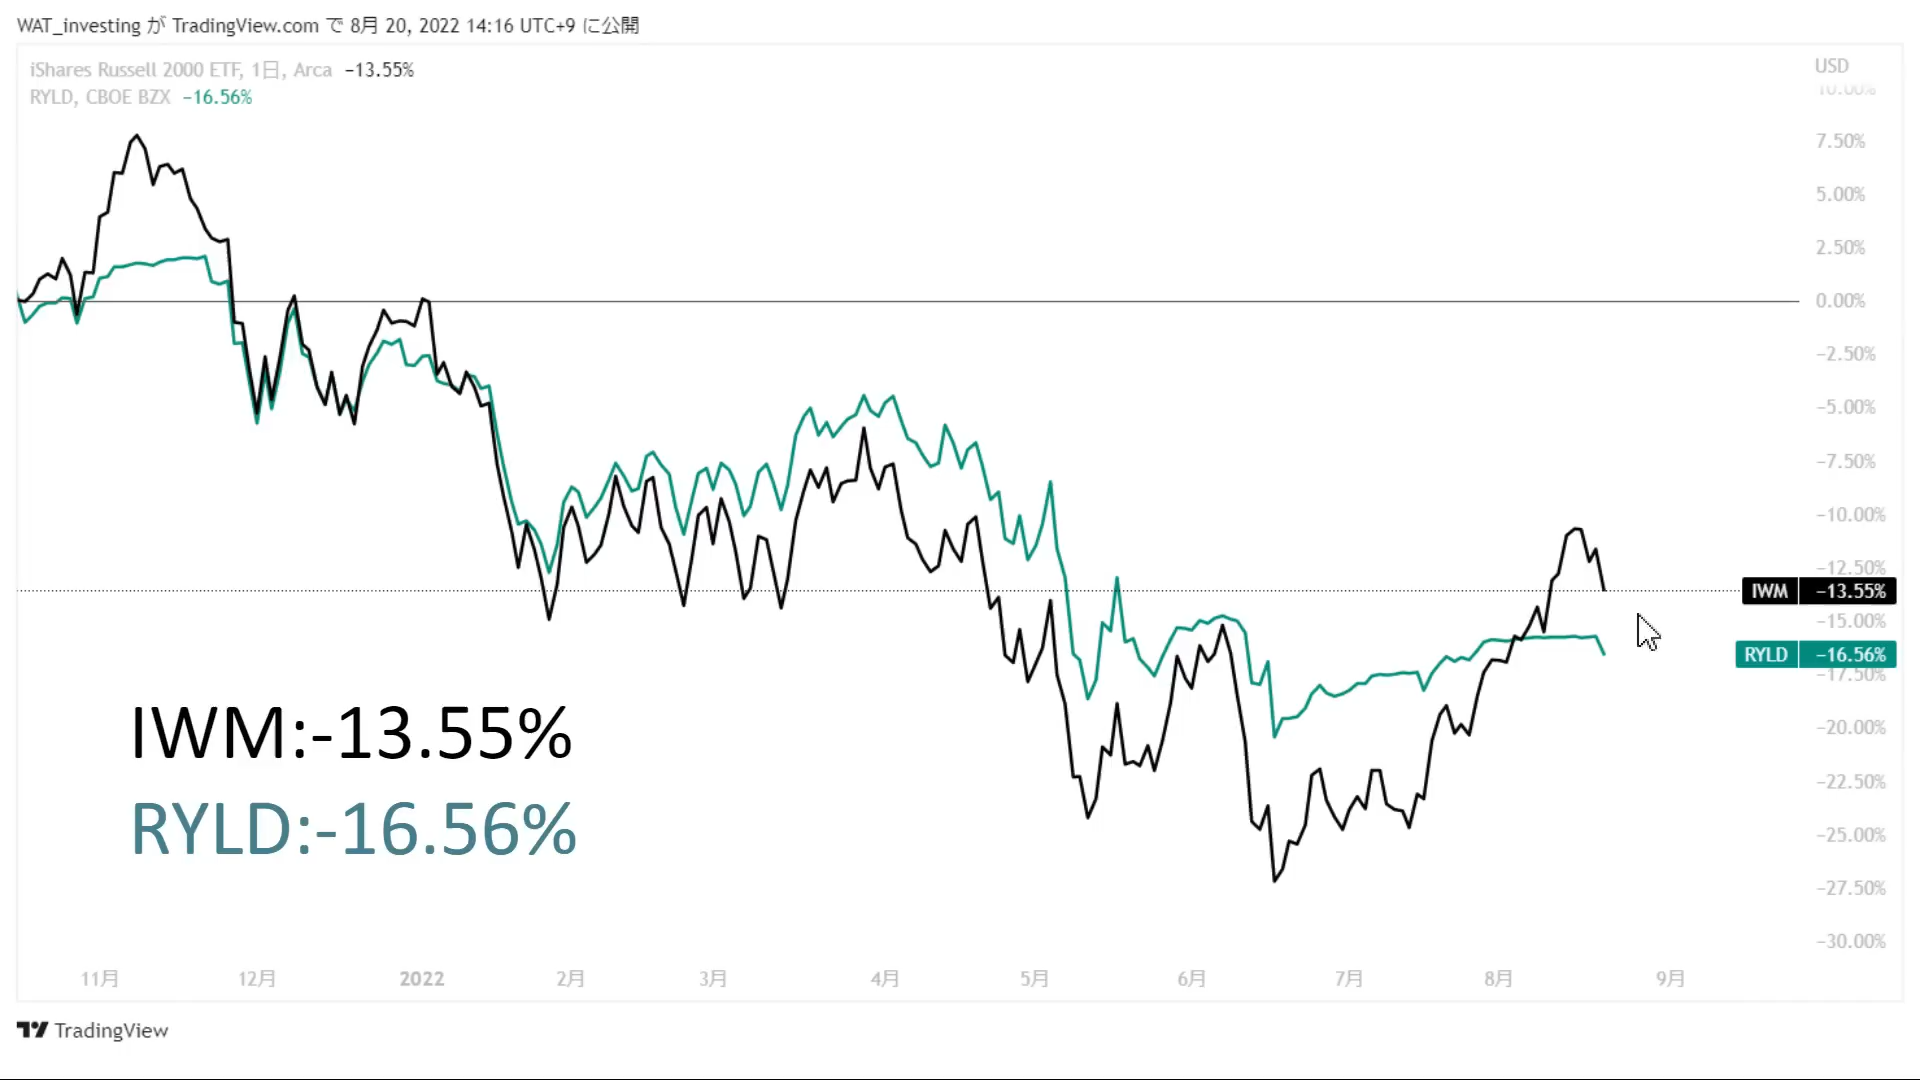 WAT_investing が TradingView.com で 8月 20, 2022 14:16 UTC+9 に公開
iShares Russell 2000 ETF, 1日, Arca −13.55%
RYLD, CBOE BZX −16.56%
USD
10.00%
7.50%
5.00%
2.50%
0.00%
−2.50%
−5.00%
−7.50%
−10.00%
−12.50%
IWM −13.55%
−15.00%
RYLD −16.56%
−17.50%
−20.00%
−22.50%
−25.00%
−27.50%
−30.00%
IWM:-13.55%
RYLD:-16.56%
11月 12月 2022 2月 3月 4月 5月 6月 7月 8月 9月
TradingView